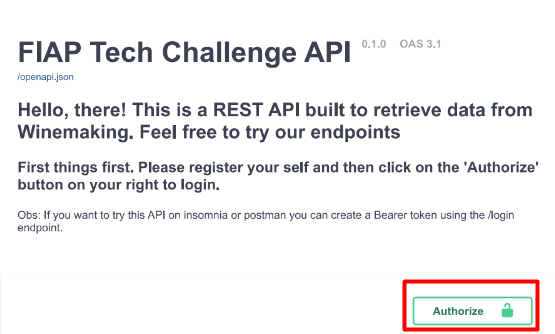 FIAP Tech Challenge API 0.1.0 OAS 3.1
/openapi.json
Hello, there! This is a REST API built to retrieve data from
Winemaking. Feel free to try our endpoints
First things first. Please register your self and then click on the 'Authorize'
button on your right to login.
Obs: If you want to try this API on insomnia or postman you can create a Bearer token using the /login
endpoint.
Authorize